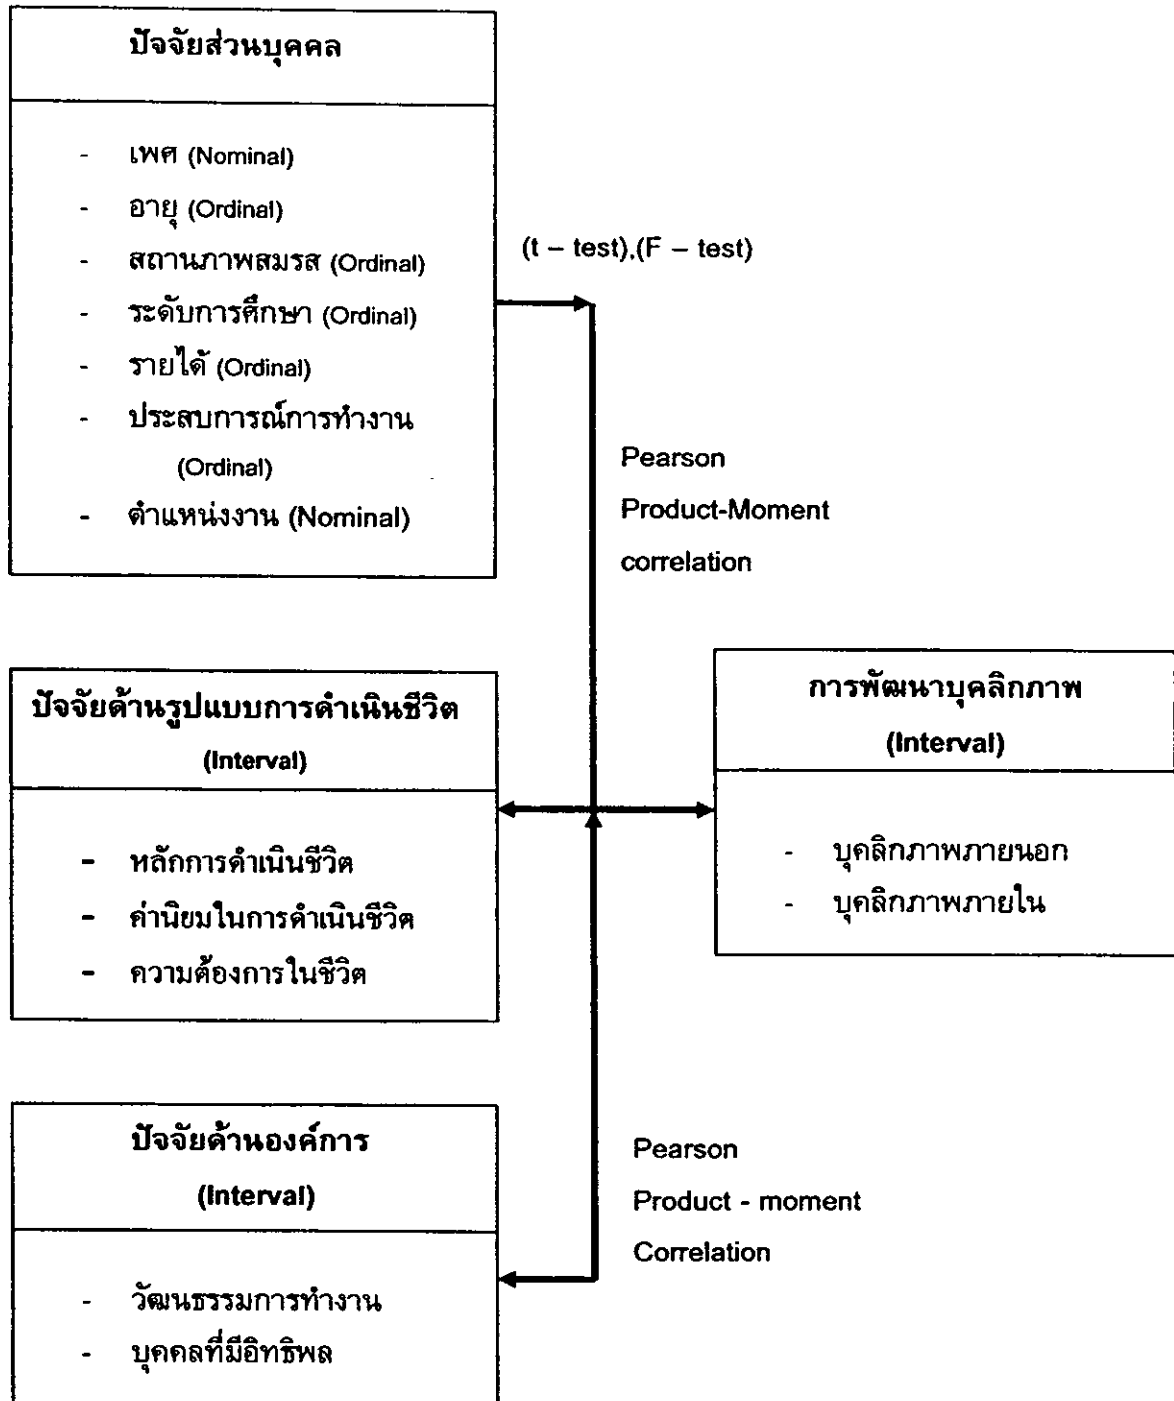 ปัจจัยส่วนบุคคล
- เพศ (Nominal)
- อายุ (Ordinal)
- สถานภาพสมรส (Ordinal)
- ระดับการศึกษา (Ordinal)
- รายได้ (Ordinal)
- ประสบการณ์การทำงาน
(Ordinal)
- ตำแหน่งงาน (Nominal)
(t – test),(F – test)
Pearson
Product-Moment
correlation
ปัจจัยด้านรูปแบบการดำเนินชีวิต
(Interval)
- หลักการดำเนินชีวิต
- ค่านิยมในการดำเนินชีวิต
- ความต้องการในชีวิต
การพัฒนาบุคลิกภาพ
(Interval)
- บุคลิกภาพภายนอก
- บุคลิกภาพภายใน
ปัจจัยด้านองค์การ
(Interval)
- วัฒนธรรมการทำงาน
- บุคคลที่มีอิทธิพล
Pearson
Product - moment
Correlation